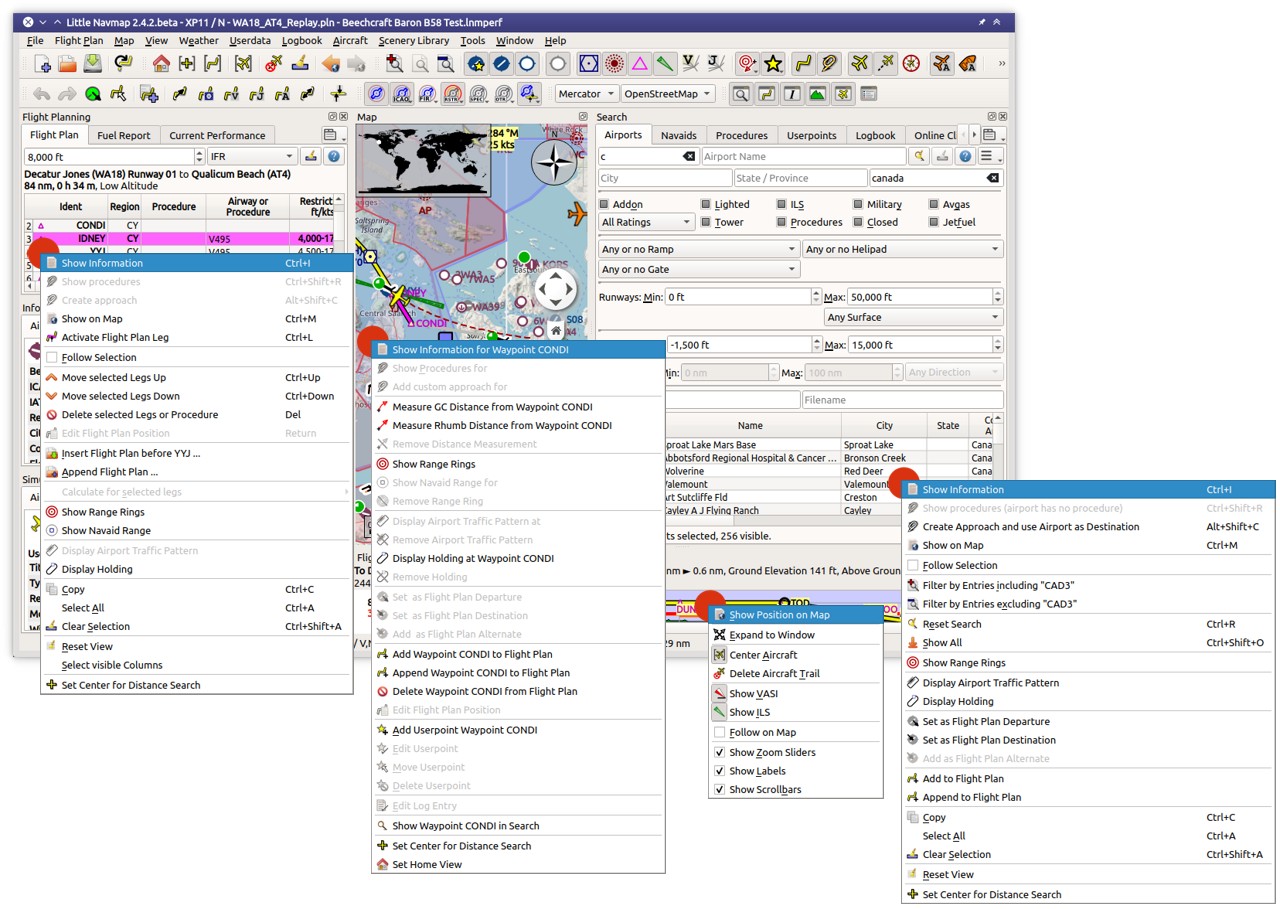 Little Navmap 2.4.2.beta - XP11 / N - WA18_AT4_Replay.pln - Beechcraft Baron B58 Test.lnmperf
File Flight Plan Map View Weather Userdata Logbook Aircraft Scenery Library Tools Window Help
Mercator OpenStreetMap
Flight Planning
Flight Plan Fuel Report Current Performance
8,000 ft IFR
Decatur Jones (WA18) Runway 01 to Qualicum Beach (AT4)
84 nm, 0 h 34 m, Low Altitude
Ident Region Procedure Airway or Procedure Restrict ft/kts
2 CONDI CY
3 IDNEY CY V495 4,000-17
YYJ CY V495
5
6
Show Information Ctrl+I
Show procedures Ctrl+Shift+R
Create approach Alt+Shift+C
Show on Map Ctrl+M
Activate Flight Plan Leg Ctrl+L
Follow Selection
Move selected Legs Up Ctrl+Up
Move selected Legs Down Ctrl+Down
Delete selected Legs or Procedure Del
Edit Flight Plan Position Return
Insert Flight Plan before YYJ ...
Append Flight Plan ...
Calculate for selected legs
Show Range Rings
Show Navaid Range
Display Airport Traffic Pattern
Display Holding
Copy Ctrl+C
Select All Ctrl+A
Clear Selection Ctrl+Shift+A
Reset View
Select visible Columns
Set Center for Distance Search
Map
284 °M
25 kts
White Rock
N
AP
Saltspring
Island
Central Saanich
CONDI
WA39
S08
Show Information for Waypoint CONDI
Show Procedures for
Add custom approach for
Measure GC Distance from Waypoint CONDI
Measure Rhumb Distance from Waypoint CONDI
Remove Distance Measurement
Show Range Rings
Show Navaid Range for
Remove Range Ring
Display Airport Traffic Pattern at
Remove Airport Traffic Pattern
Display Holding at Waypoint CONDI
Remove Holding
Set as Flight Plan Departure
Set as Flight Plan Destination
Add as Flight Plan Alternate
Add Waypoint CONDI to Flight Plan
Append Waypoint CONDI to Flight Plan
Delete Waypoint CONDI from Flight Plan
Edit Flight Plan Position
Add Userpoint Waypoint CONDI
Edit Userpoint
Move Userpoint
Delete Userpoint
Edit Log Entry
Show Waypoint CONDI in Search
Set Center for Distance Search
Set Home View
Search
Airports Navaids Procedures Userpoints Logbook Online Cl
c Airport Name
City State / Province canada
Addon Lighted ILS Military Avgas
All Ratings Tower Procedures Closed JetFuel
Any or no Ramp Any or no Helipad
Any or no Gate
Runways: Min: 0 ft Max: 50,000 ft
Any Surface
-1,500 ft Max: 15,000 ft
0 nm Max: 100 nm Any Direction
Filename
Name City State
Sproat Lake Mars Base Sproat Lake Cana
Abbotsford Regional Hospital & Cancer ... Bronson Creek Cana
Wolverine Red Deer Cana
Valemount
Art Sutcliffe Fld Creston
Cayley A J Flying Ranch Cayley
ts selected, 256 visible.
nm ► 0.6 nm, Ground Elevation 141 ft, Above Groun
TOD
29 nm
Show Position on Map
Expand to Window
Center Aircraft
Delete Aircraft Trail
Show VASI
Show ILS
Follow on Map
Show Zoom Sliders
Show Labels
Show Scrollbars
Show Information Ctrl+I
Show procedures (airport has no procedure) Ctrl+Shift+R
Create Approach and use Airport as Destination Alt+Shift+C
Show on Map Ctrl+M
Follow Selection
Filter by Entries including "CAD3"
Filter by Entries excluding "CAD3"
Reset Search Ctrl+R
Show All Ctrl+Shift+O
Show Range Rings
Display Airport Traffic Pattern
Display Holding
Set as Flight Plan Departure
Set as Flight Plan Destination
Add as Flight Plan Alternate
Add to Flight Plan
Append to Flight Plan
Copy Ctrl+C
Select All Ctrl+A
Clear Selection Ctrl+Shift+A
Reset View
Set Center for Distance Search